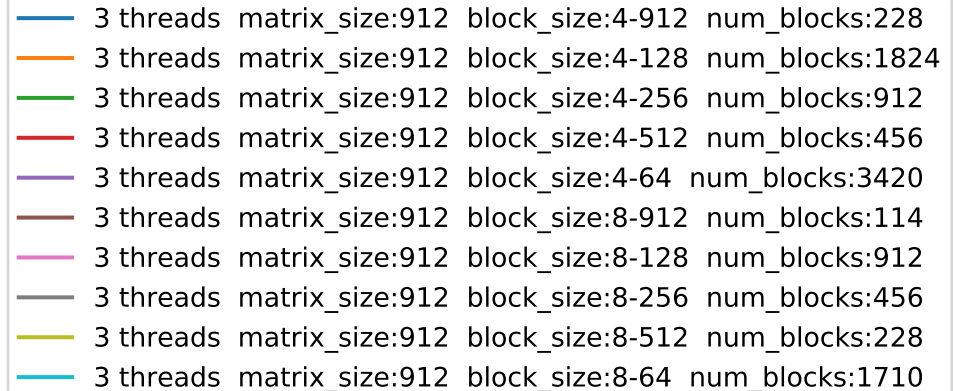 3 threads matrix_size:912 block_size:4-912 num_blocks:228
3 threads matrix_size:912 block_size:4-128 num_blocks:1824
3 threads matrix_size:912 block_size:4-256 num_blocks:912
3 threads matrix_size:912 block_size:4-512 num_blocks:456
3 threads matrix_size:912 block_size:4-64 num_blocks:3420
3 threads matrix_size:912 block_size:8-912 num_blocks:114
3 threads matrix_size:912 block_size:8-128 num_blocks:912
3 threads matrix_size:912 block_size:8-256 num_blocks:456
3 threads matrix_size:912 block_size:8-512 num_blocks:228
3 threads matrix_size:912 block_size:8-64 num_blocks:1710